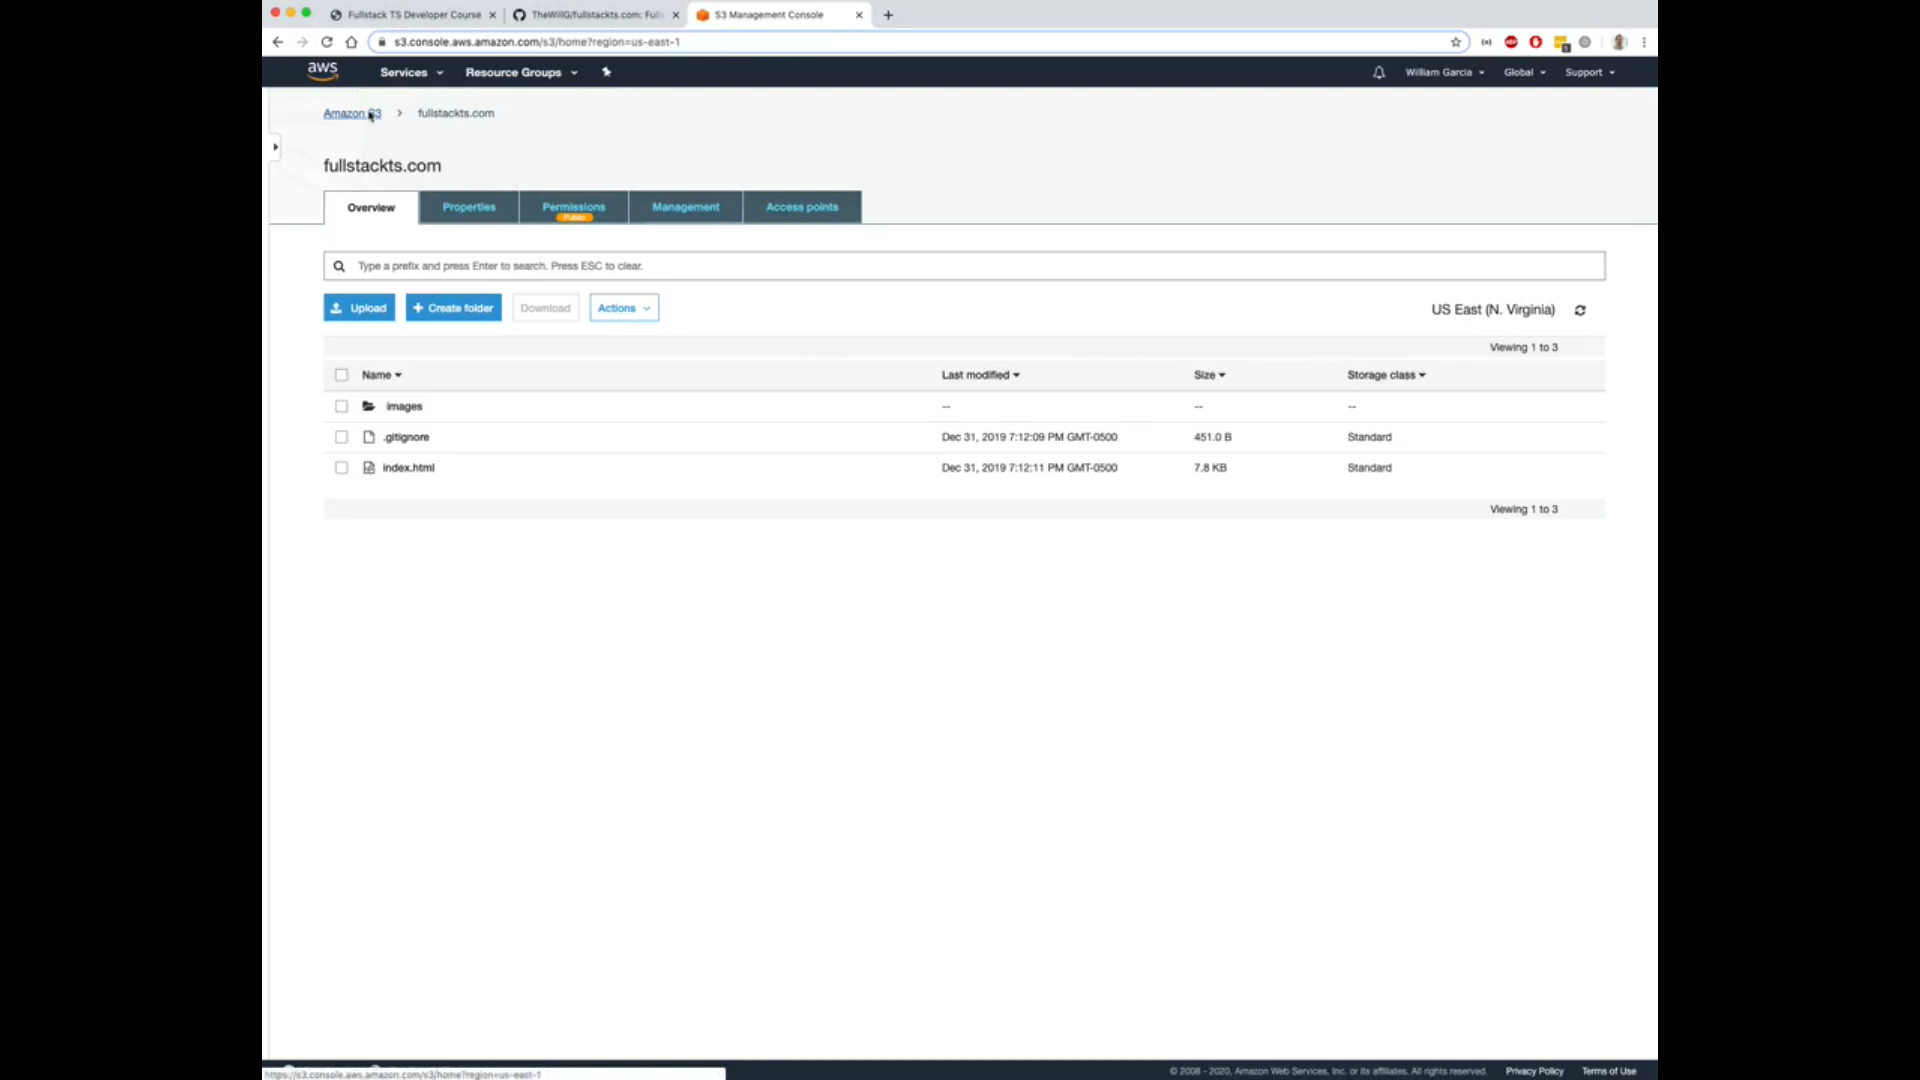 Fullstack TS Developer Course
TheWillG/fullstackts.com: Full
S3 Management Console
s3.console.aws.amazon.com/s3/home?region=us-east-1
aws
Services
Resource Groups
William Garcia
Global
Support
Amazon S3
fullstackts.com
fullstackts.com
Overview
Properties
Permissions
Public
Management
Access points
Type a prefix and press Enter to search. Press ESC to clear.
Upload
Create folder
Download
Actions
US East (N. Virginia)
Viewing 1 to 3
Name
Last modified
Size
Storage class
images
--
--
--
.gitignore
Dec 31, 2019 7:12:09 PM GMT-0500
451.0 B
Standard
index.html
Dec 31, 2019 7:12:11 PM GMT-0500
7.8 KB
Standard
Viewing 1 to 3
https://s3.console.aws.amazon.com/s3/home?region=us-east-1
© 2008 - 2020, Amazon Web Services, Inc. or its affiliates. All rights reserved.
Privacy Policy
Terms of Use